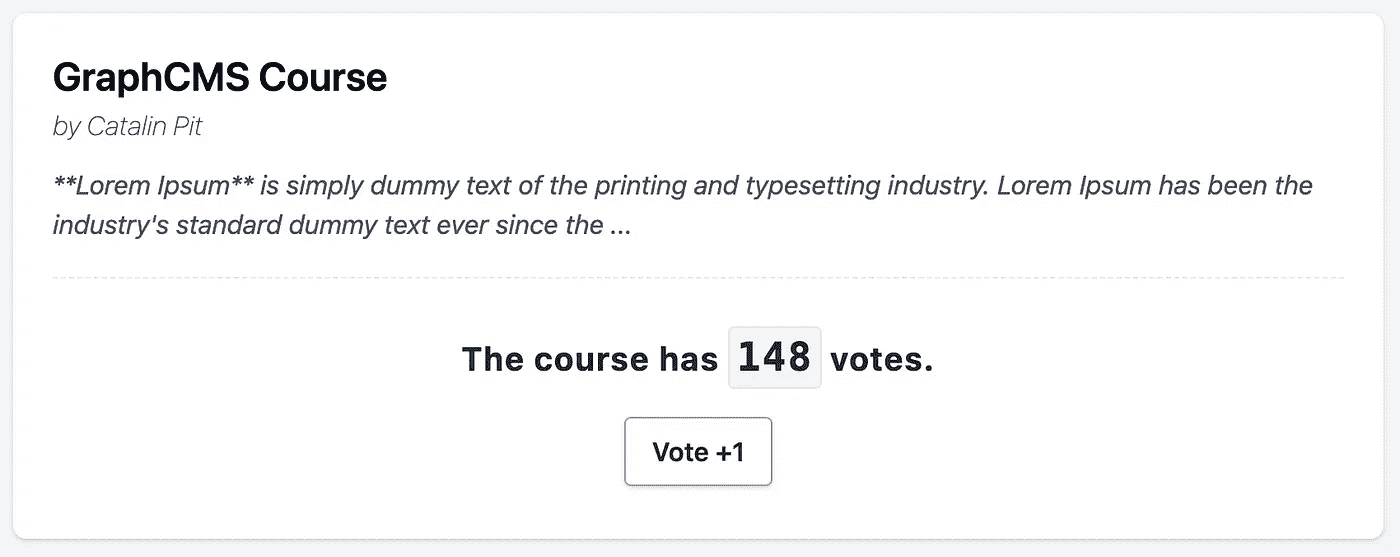 GraphCMS Course
by Catalin Pit
**Lorem Ipsum** is simply dummy text of the printing and typesetting industry. Lorem Ipsum has been the
industry's standard dummy text ever since the ...
The course has 148 votes.
Vote +1